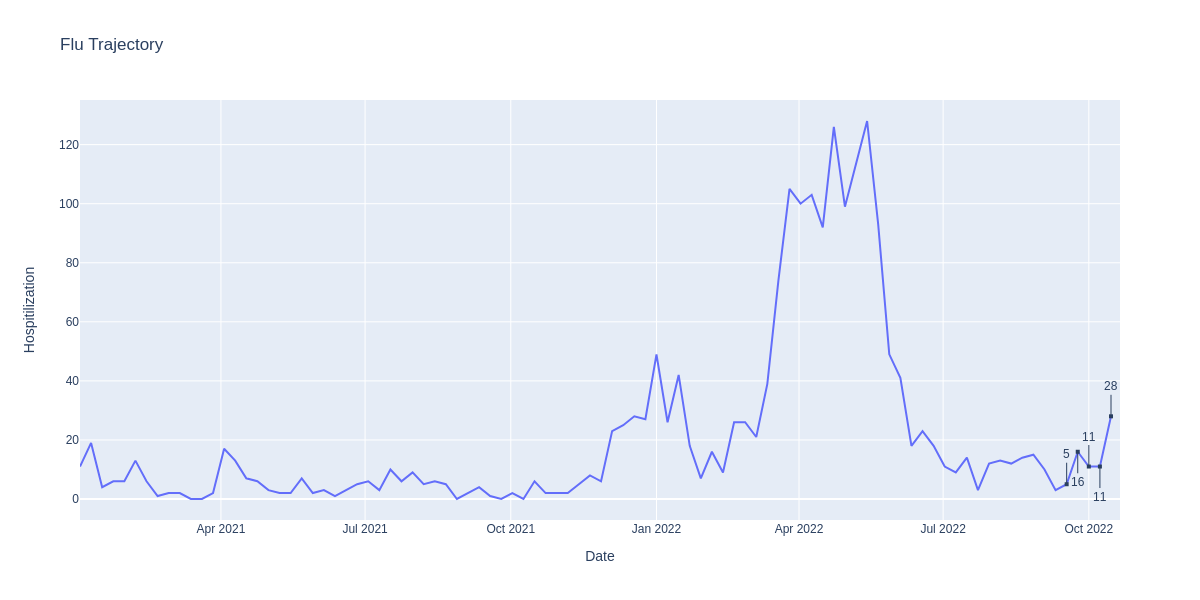 Flu Trajectory
Hospitilization
120
100
80
60
40
20
0
5
16
11
11
28
Apr 2021
Jul 2021
Oct 2021
Jan 2022
Apr 2022
Jul 2022
Oct 2022
Date